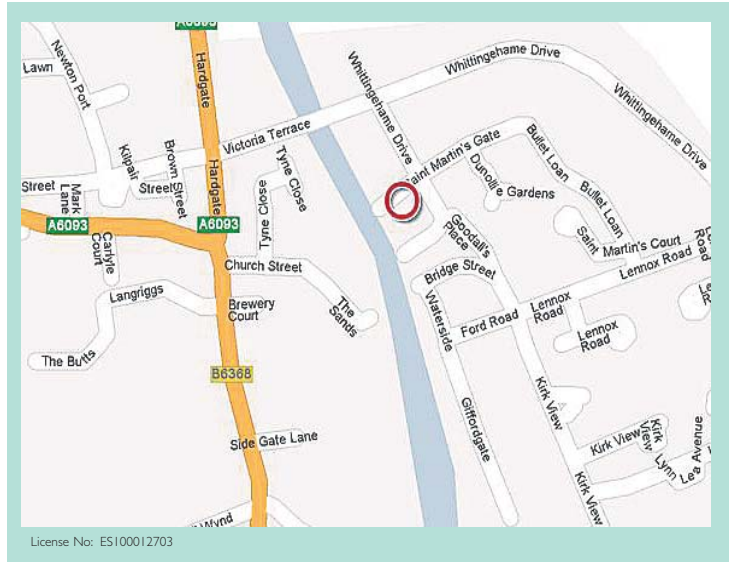 A6093
Newton Port
Lawn
Hardgate
Whittingehame Drive
Whittingehame Drive
Whittingehame Drive
Victoria Terrace
Kilpair
Street
Brown
Street
Tyne Close
Tyne Close
Hardgate
Saint Martin's Gate
Bullet Loan
Bullet Loan
Dunollie Gardens
Street
Mark
Lane
A6093
A6093
Carlyle
Court
Goodall's
Place
Saint
Martin's Court
Road
Lennox Road
Church Street
Bridge Street
Langriggs
Brewery
Court
The
Sands
Waterside
Ford Road
Lennox
Road
Lennox
Road
The Butts
B6368
Kirk View
Giffordgate
Side Gate Lane
Kirk View
Kirk
View
Lynn
Lea Avenue
Kirk View
Wynd
License No: ES100012703